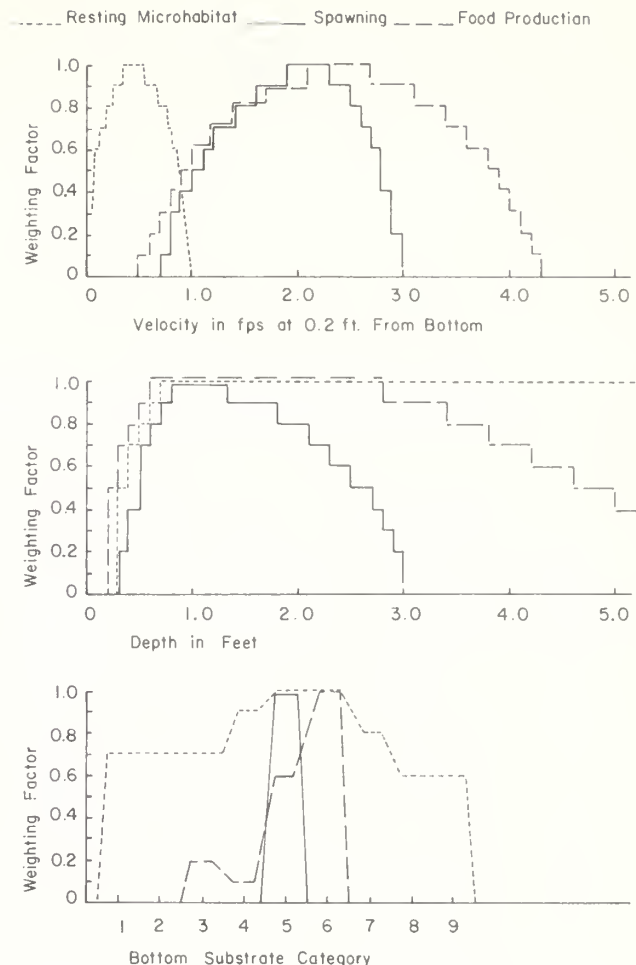 Resting Microhabitat Spawning Food Production
1.0
0.8
0.6
0.4
0.2
0
Weighting Factor
0 1.0 2.0 3.0 4.0 5.0
Velocity in fps at 0.2 ft. From Bottom
1.0
0.8
0.6
0.4
0.2
0
Weighting Factor
0 1.0 2.0 3.0 4.0 5.0
Depth in Feet
1.0
0.8
0.6
0.4
0.2
0
Weighting Factor
1 2 3 4 5 6 7 8 9
Bottom Substrate Category